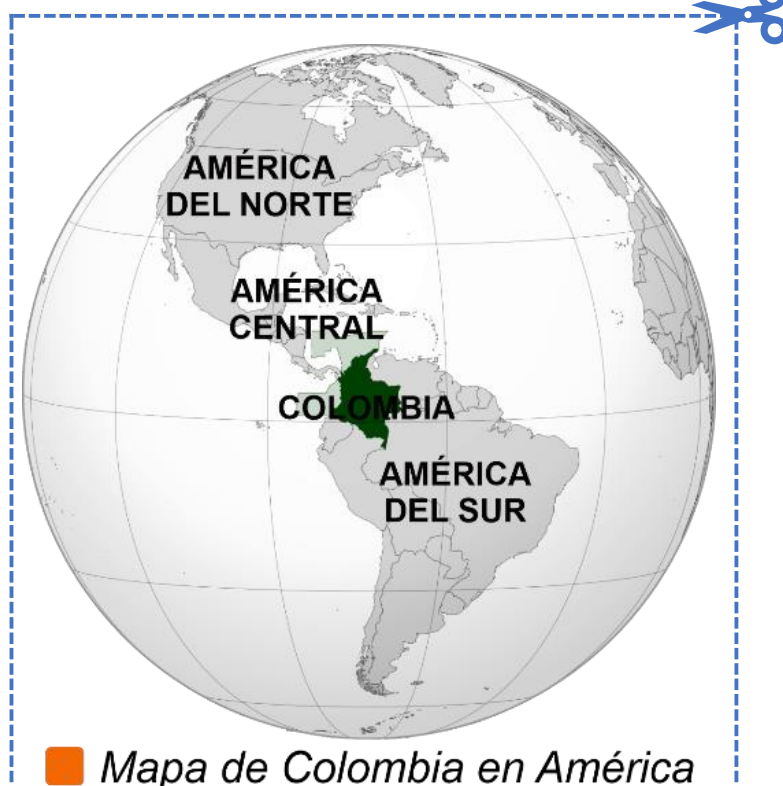 AMÉRICA
DEL NORTE
AMÉRICA
CENTRAL
COLOMBIA
AMÉRICA
DEL SUR
Mapa de Colombia en América